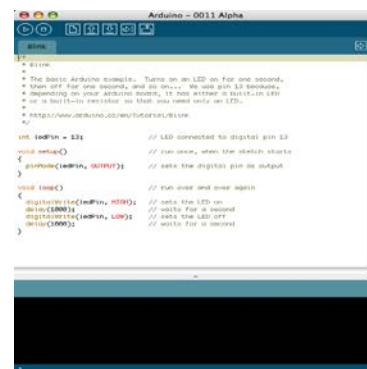 Arduino - 0011 Alpha
Blink
/*
 * Blink
 *
 * The basic Arduino example.  Turns on an LED on for one second,
 * then off for one second, and so on...  We use pin 13 because,
 * depending on your Arduino board, it has either a built-in LED
 * or a built-in resistor so that you need only an LED.
 *
 * http://www.arduino.cc/en/Tutorial/Blink
 */
int ledPin = 13;                // LED connected to digital pin 13
void setup()                    // run once, when the sketch starts
{
  pinMode(ledPin, OUTPUT);      // sets the digital pin as output
}
void loop()                     // run over and over again
{
  digitalWrite(ledPin, HIGH);   // sets the LED on
  delay(1000);                  // waits for a second
  digitalWrite(ledPin, LOW);    // sets the LED off
  delay(1000);                  // waits for a second
}